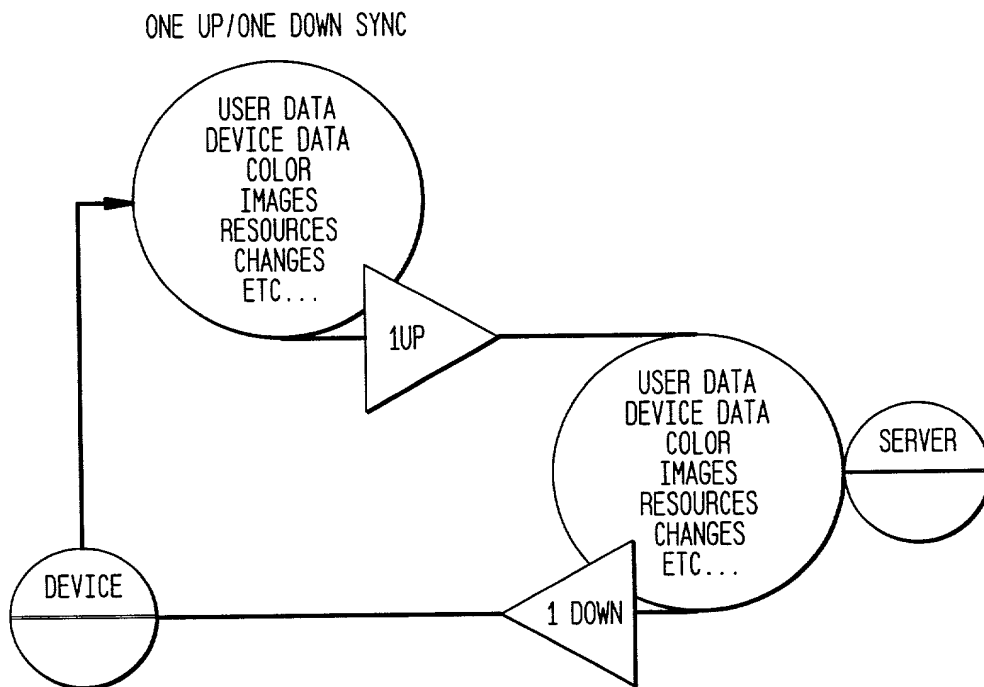 ONE UP/ONE DOWN SYNC
USER DATA
DEVICE DATA
COLOR
IMAGES
RESOURCES
CHANGES
ETC...
1UP
USER DATA
DEVICE DATA
COLOR
IMAGES
RESOURCES
CHANGES
ETC...
SERVER
DEVICE
1 DOWN